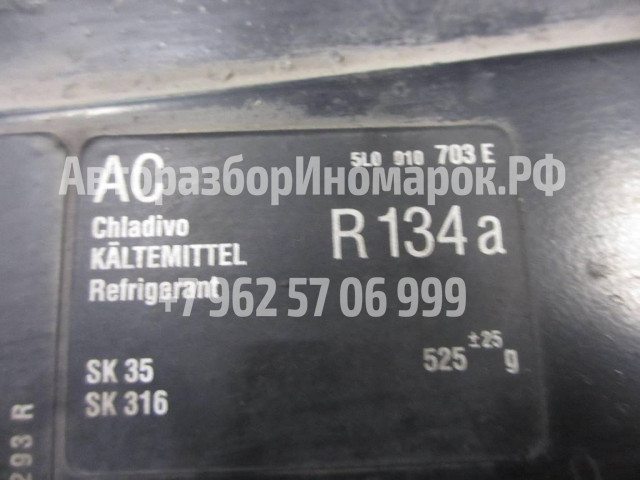 5L0 910 703 E
AC
АвторазборИномарок.РФ
Chladivo
KÄLTEMITTEL
Refrigerant
R 134 a
+7 962 57 06 999
SK 35
SK 316
525 ±25 g
293 R